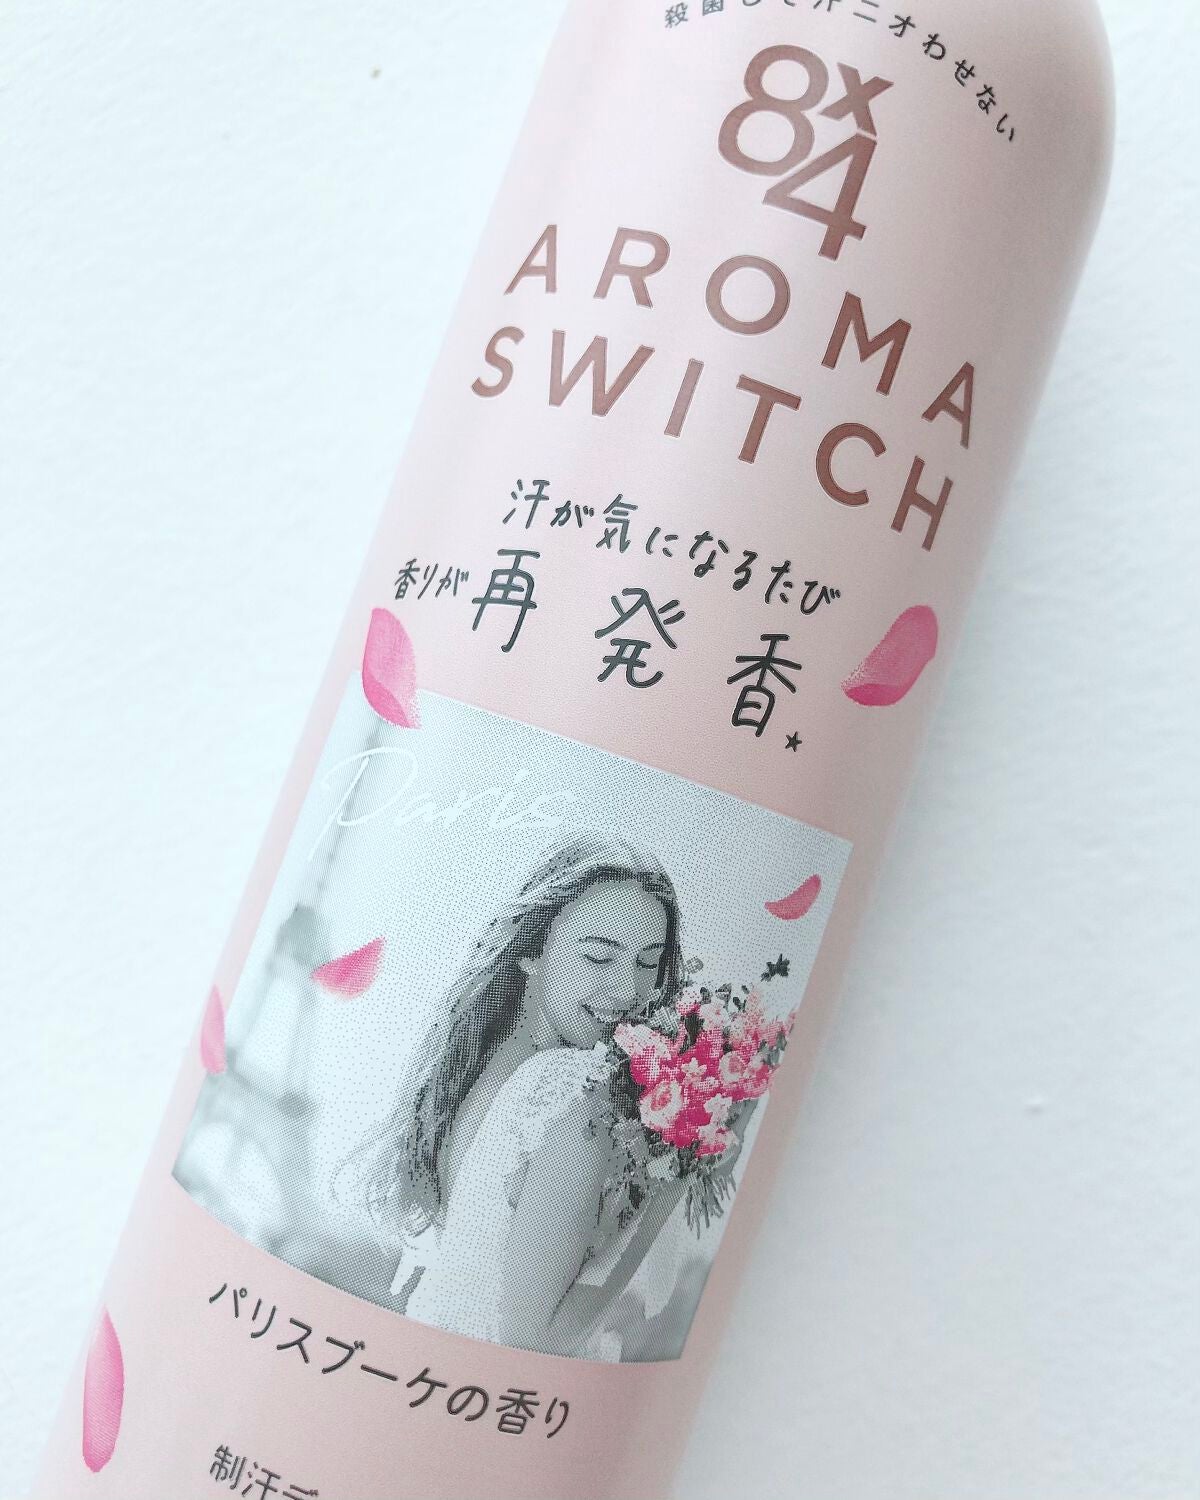 殺菌して汗ニオわせない
8x4
AROMA
SWITCH
汗が気になるたび
香りが再発香★
Paris
パリスブーケの香り
制汗デ